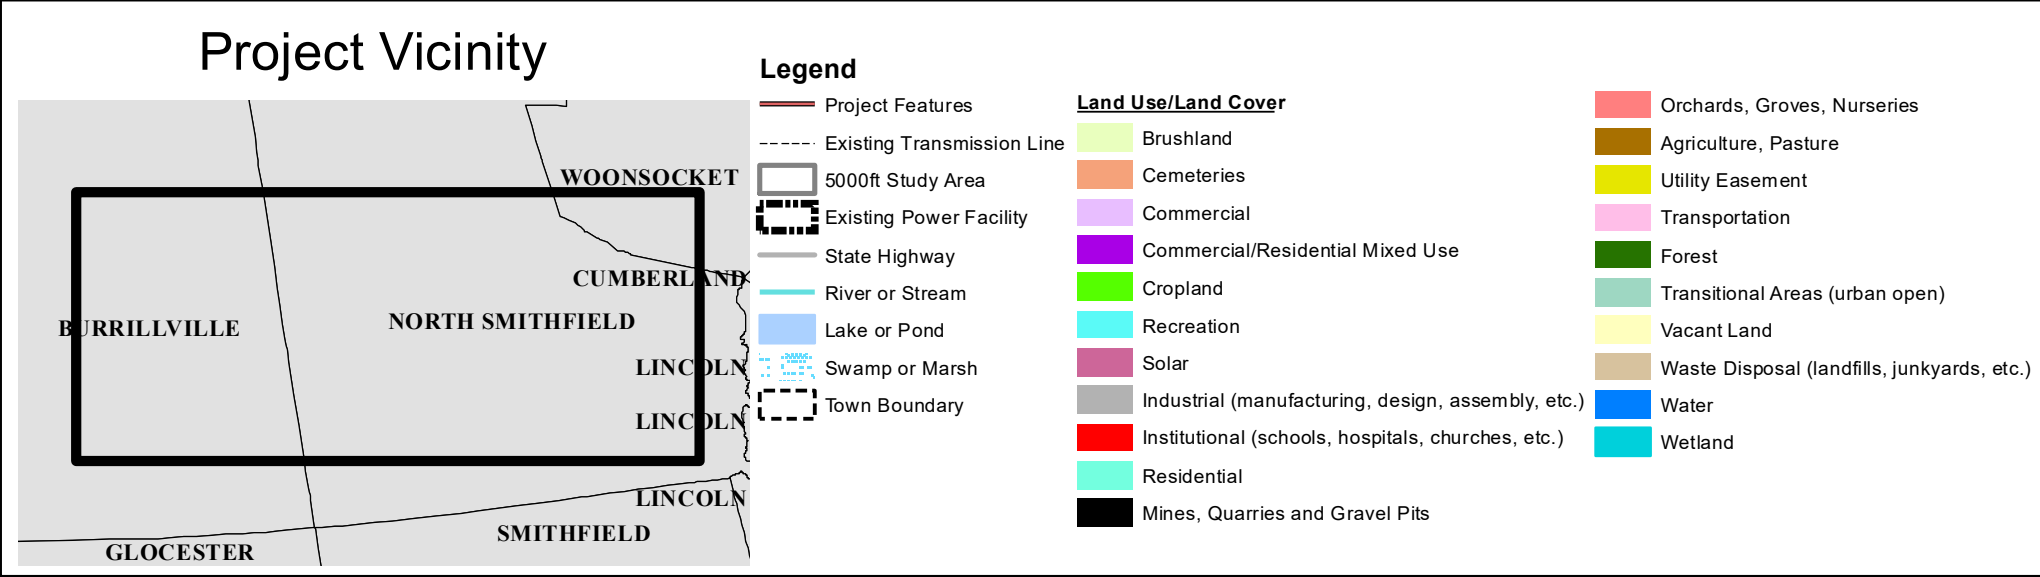 Project Vicinity
WOONSOCKET
CUMBERLAND
BURRILLVILLE
NORTH SMITHFIELD
LINCOLN
LINCOLN
LINCOLN
SMITHFIELD
GLOCESTER
Legend
Project Features
Existing Transmission Line
5000ft Study Area
Existing Power Facility
State Highway
River or Stream
Lake or Pond
Swamp or Marsh
Town Boundary
Land Use/Land Cover
Brushland
Cemeteries
Commercial
Commercial/Residential Mixed Use
Cropland
Recreation
Solar
Industrial (manufacturing, design, assembly, etc.)
Institutional (schools, hospitals, churches, etc.)
Residential
Mines, Quarries and Gravel Pits
Orchards, Groves, Nurseries
Agriculture, Pasture
Utility Easement
Transportation
Forest
Transitional Areas (urban open)
Vacant Land
Waste Disposal (landfills, junkyards, etc.)
Water
Wetland